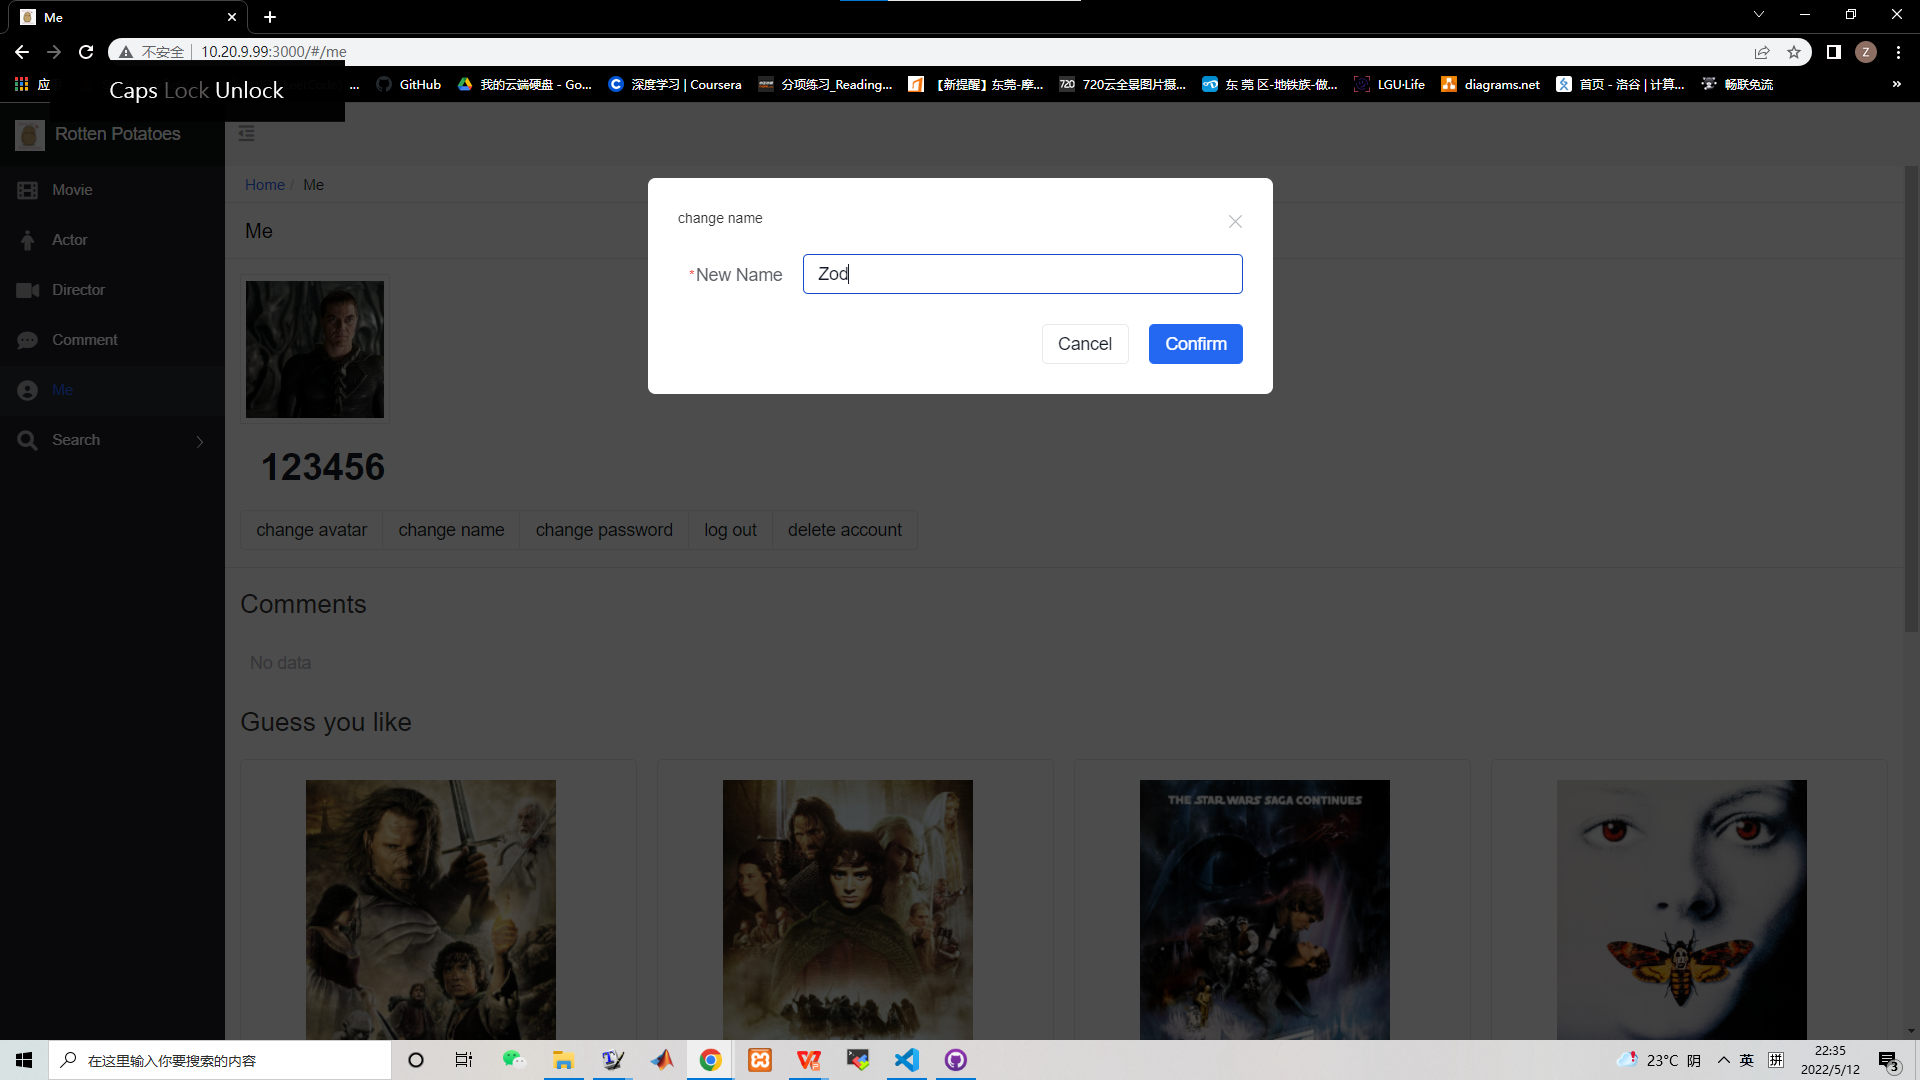 Me
不安全 10.20.9.99:3000/#/me
Z
应
Caps Lock Unlock
...
GitHub
我的云端硬盘 - Go...
深度学习 | Coursera
分项练习_Reading...
【新提醒】东莞-摩...
720云全景图片摄...
东 莞 区-地铁族-做...
LGU·Life
diagrams.net
首页 - 洛谷 | 计算...
畅联免流
»
Rotten Potatoes
Movie
Actor
Director
Comment
Me
Search
Home / Me
Me
change name
*New Name
Zod
Cancel
Confirm
123456
change avatar
change name
change password
log out
delete account
Comments
No data
Guess you like
THE STAR WARS SAGA CONTINUES
在这里输入你要搜索的内容
23°C 阴
英
拼
22:35
2022/5/12
3